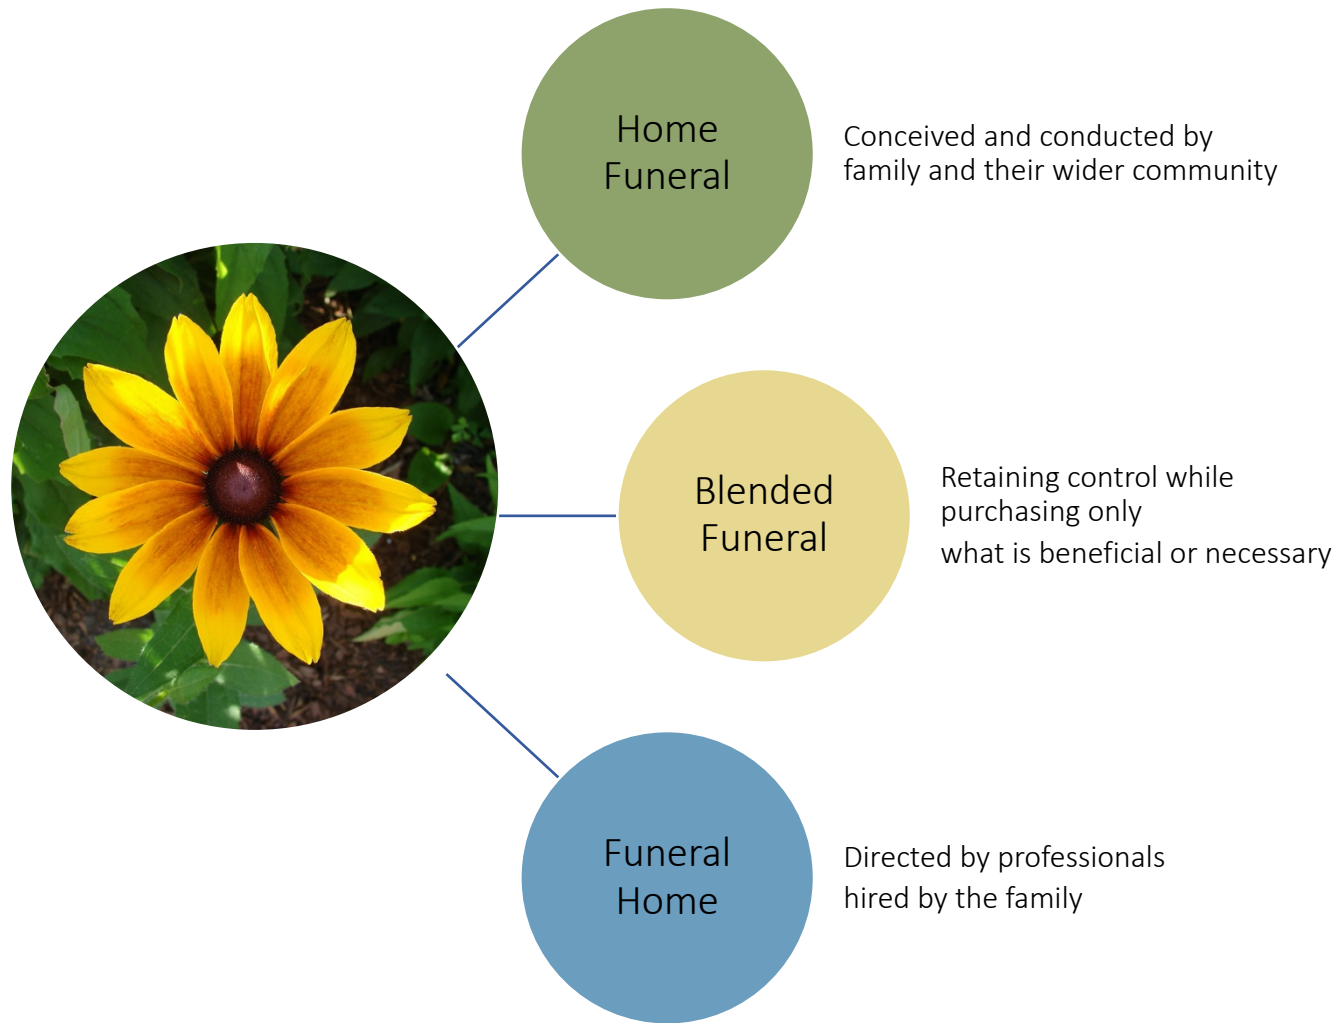 Home
Funeral
Conceived and conducted by
family and their wider community
Blended
Funeral
Retaining control while
purchasing only
what is beneficial or necessary
Funeral
Home
Directed by professionals
hired by the family